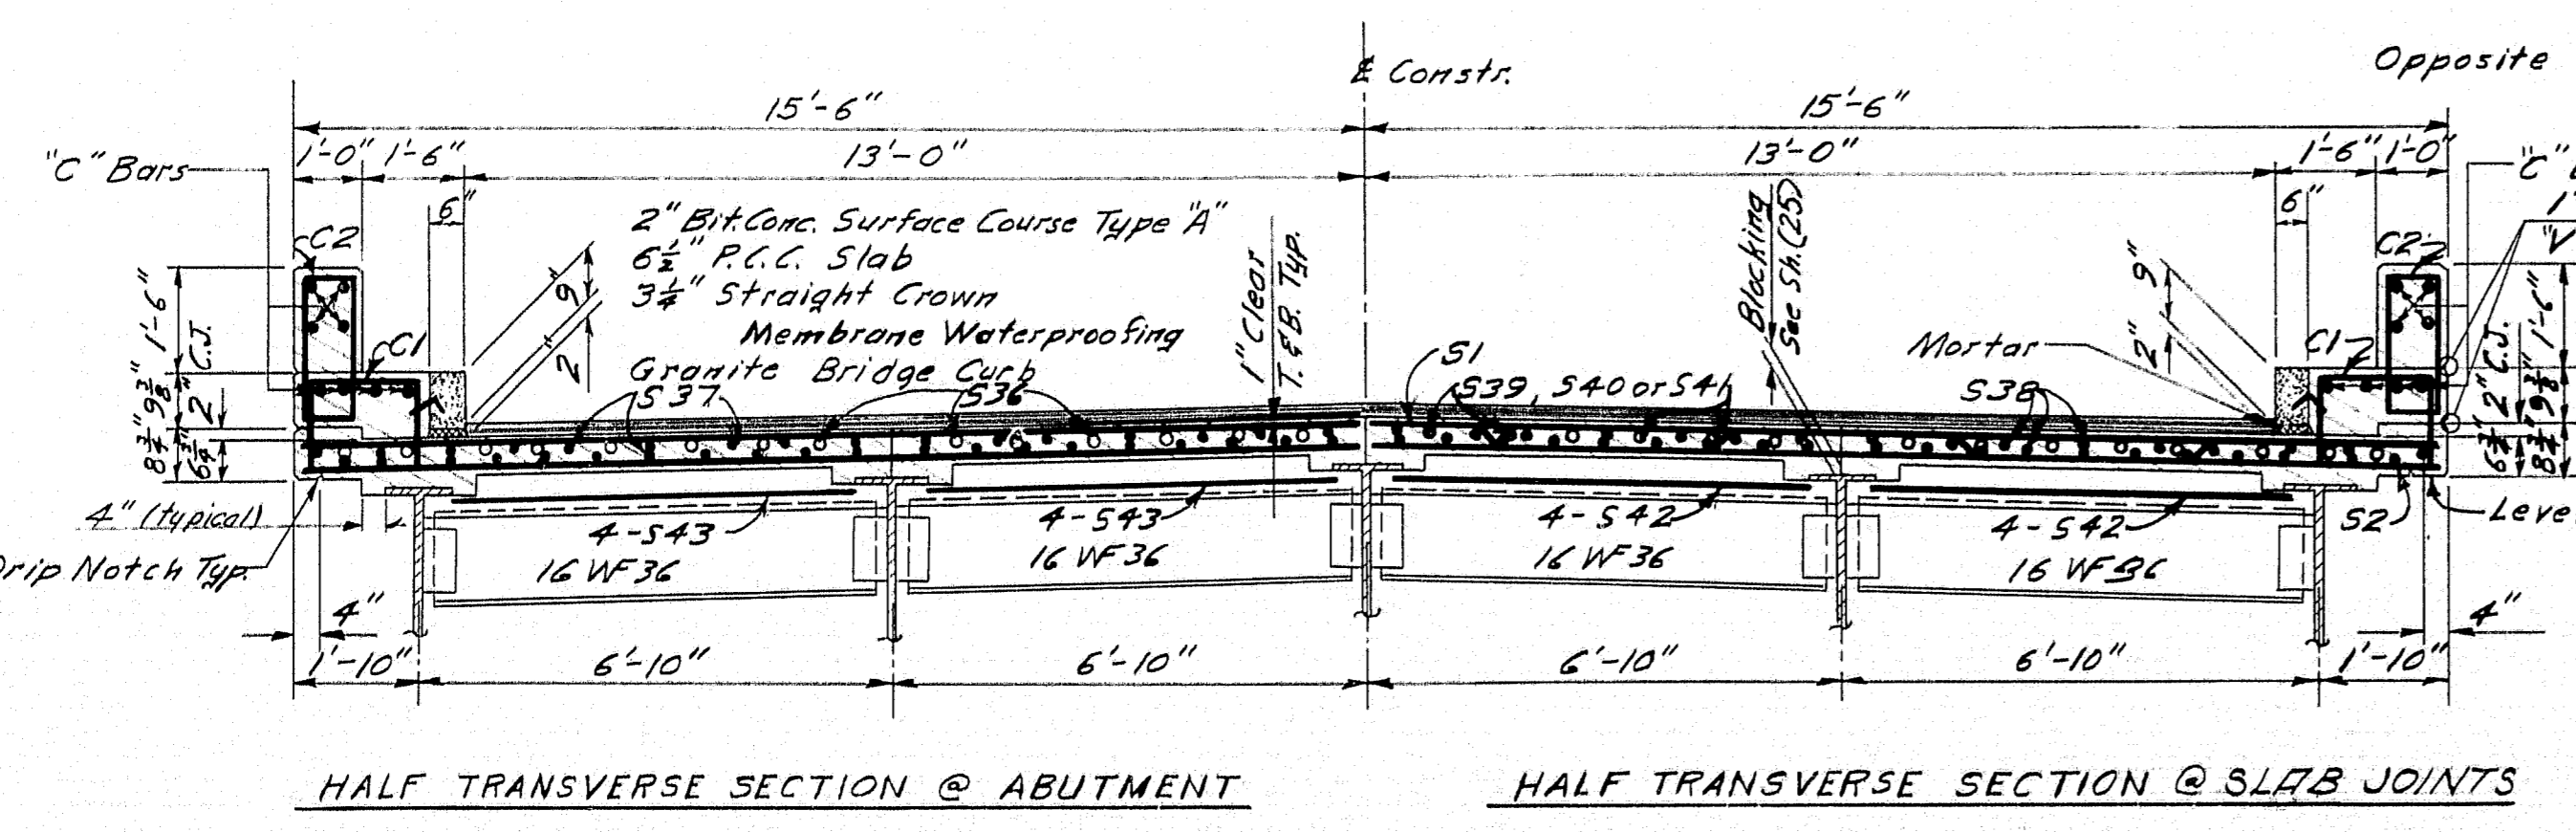 ℄ Constr.
Opposite
15'-6"
15'-6"
"C" Bars
1'-0"
1'-6"
13'-0"
13'-0"
1'-6"
1'-0"
"C"
6"
2" Bit. Conc. Surface Course Type "A"
6½" P.C.C. Slab
3¼" Straight Crown
Membrane Waterproofing
Granite Bridge Curb
1" Clear
T. & B. Typ.
Blocking
See Sh. (25)
6"
1"
"V"
C2
C2
9"
2"
9"
2"
1'-6"
C.J.
C1
S37
S36
S1
S39, S40 or S41
Mortar
S38
C1
1'-6"
C.J.
9⅜"
2"
8¾"
6¾"
2"
9⅜"
6¾"
8¾"
4" (typical)
Drip Notch Typ.
4-S43
16 WF 36
4-S43
16 WF 36
4-S42
16 WF 36
4-S42
16 WF 36
S2
Leve
4"
4"
1'-10"
6'-10"
6'-10"
6'-10"
6'-10"
1'-10"
HALF TRANSVERSE SECTION @ ABUTMENT
HALF TRANSVERSE SECTION @ SLAB JOINTS